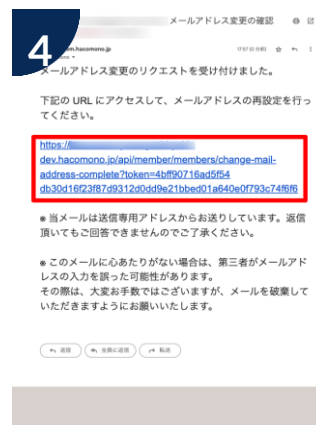 4
メールアドレス変更の確認
m.hacomono.jp
メールアドレス変更のリクエストを受け付けました。
下記の URL にアクセスして、メールアドレスの再設定を行っ
てください。
https://
dev.hacomono.jp/api/member/members/change-mail-
address-complete?token=4bff90716ad5f54
db30d16f23f87d9312d0dd9e21bbed01a640e0f793c74f6f6
※ 当メールは送信専用アドレスからお送りしています。返信
頂いてもご回答できませんのでご了承ください。
※ このメールに心あたりがない場合は、第三者がメールアド
レスの入力を誤った可能性があります。
その際は、大変お手数ではございますが、メールを破棄して
いただきますようにお願いいたします。
返信
全員に返信
転送